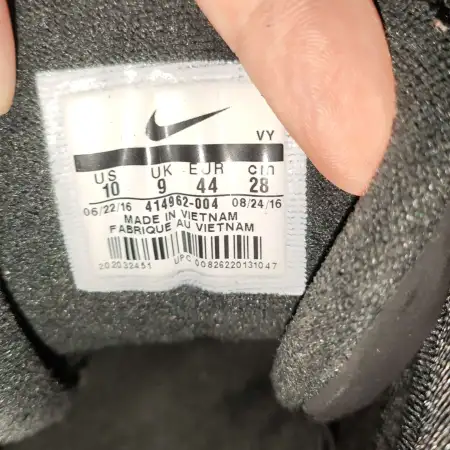 VY
US UK EUR cm
10 9 44 28
06/22/16 414962-004 08/24/16
MADE IN VIETNAM
FABRIQUE AU VIETNAM
202032451 UPC 00826220131047